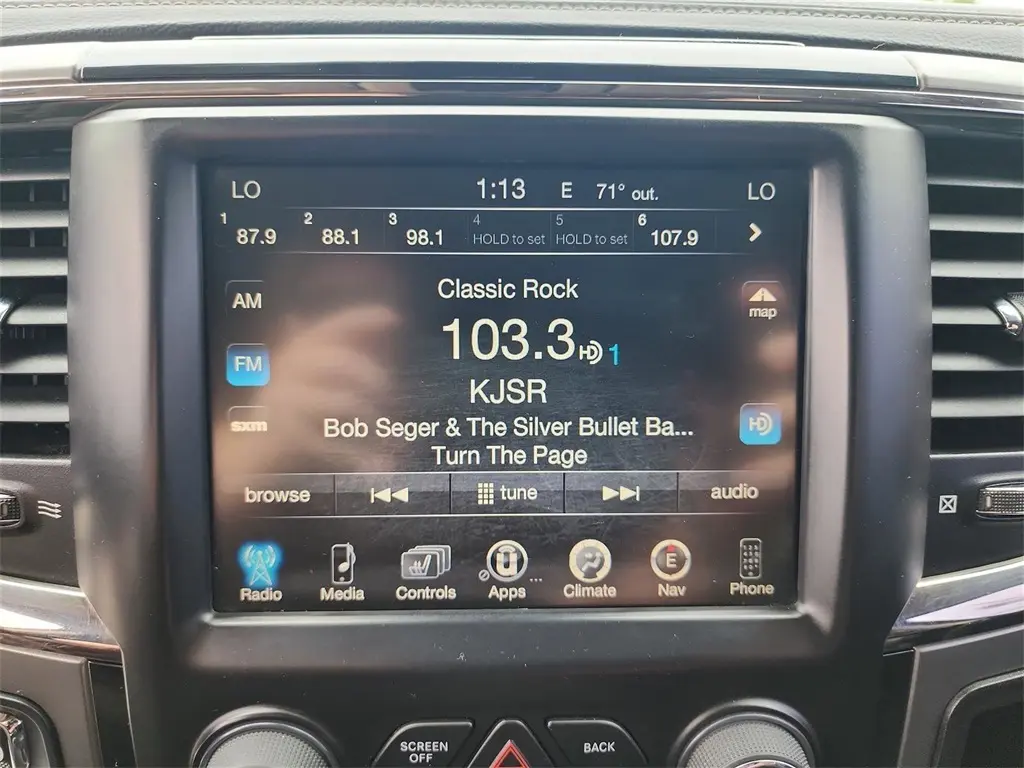 LO 1:13 E 71° out. LO
1 87.9 2 88.1 3 98.1 4 HOLD to set 5 HOLD to set 6 107.9
Classic Rock
AM
map
103.3 HD 1
FM
KJSR
HD
sxm
Bob Seger & The Silver Bullet Ba...
Turn The Page
browse tune audio
E
Radio Media Controls Apps Climate Nav Phone
SCREEN OFF BACK